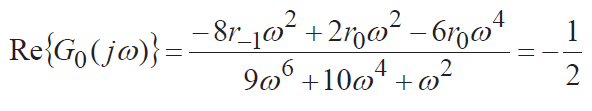 Re{G₀(jω)} = (−8r₋₁ω² + 2r₀ω² − 6r₀ω⁴) / (9ω⁶ + 10ω⁴ + ω²) = −1/2